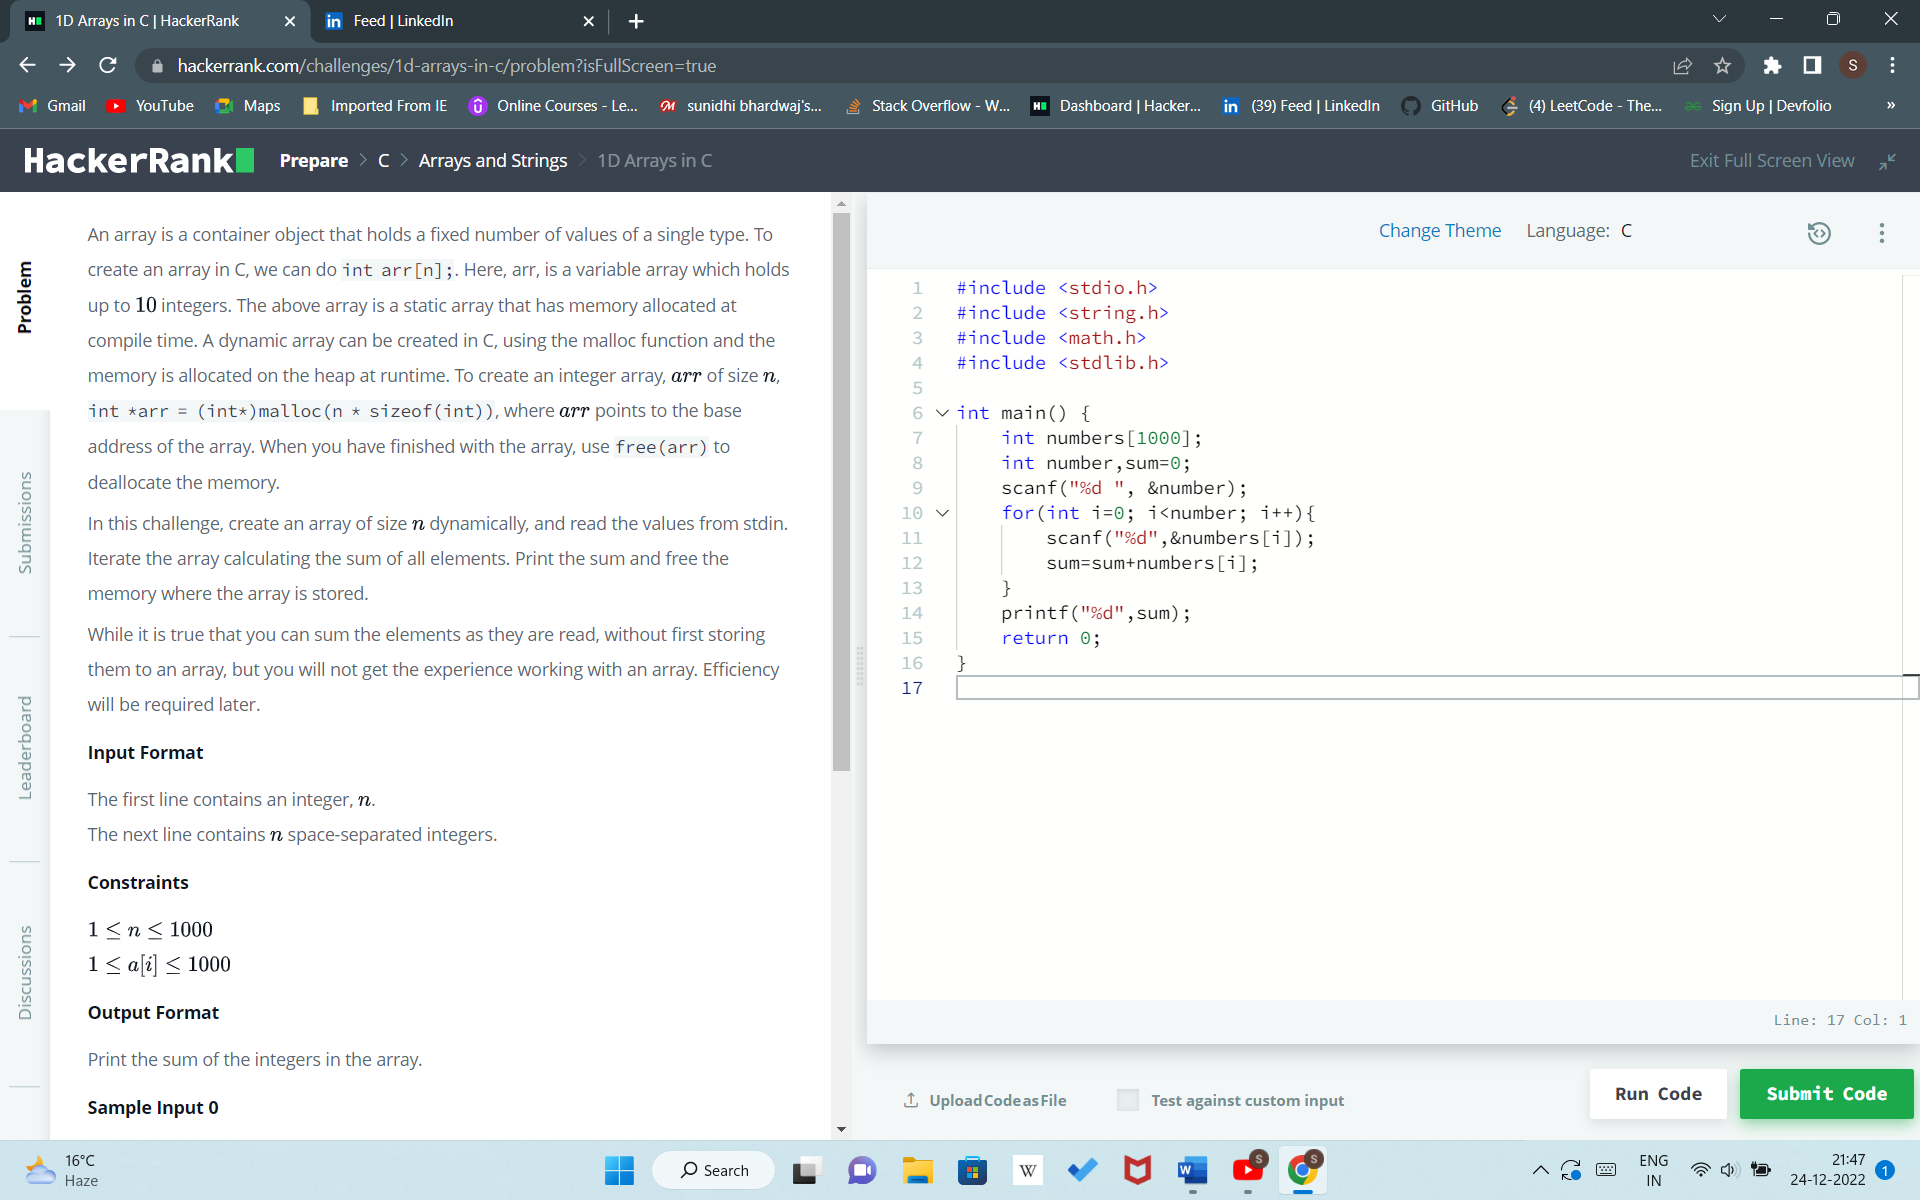 1D Arrays in C | HackerRank
Feed | LinkedIn
hackerrank.com/challenges/1d-arrays-in-c/problem?isFullScreen=true
S
Gmail YouTube Maps Imported From IE Online Courses - Le... sunidhi bhardwaj's... Stack Overflow - W... Dashboard | Hacker... (39) Feed | LinkedIn GitHub (4) LeetCode - The... Sign Up | Devfolio »
HackerRank Prepare > C > Arrays and Strings > 1D Arrays in C Exit Full Screen View
Problem
Submissions
Leaderboard
Discussions
An array is a container object that holds a fixed number of values of a single type. To
create an array in C, we can do int arr[n];. Here, arr, is a variable array which holds
up to 10 integers. The above array is a static array that has memory allocated at
compile time. A dynamic array can be created in C, using the malloc function and the
memory is allocated on the heap at runtime. To create an integer array, arr of size n,
int *arr = (int*)malloc(n * sizeof(int)), where arr points to the base
address of the array. When you have finished with the array, use free(arr) to
deallocate the memory.
In this challenge, create an array of size n dynamically, and read the values from stdin.
Iterate the array calculating the sum of all elements. Print the sum and free the
memory where the array is stored.
While it is true that you can sum the elements as they are read, without first storing
them to an array, but you will not get the experience working with an array. Efficiency
will be required later.
Input Format
The first line contains an integer, n.
The next line contains n space-separated integers.
Constraints
1 ≤ n ≤ 1000
1 ≤ a[i] ≤ 1000
Output Format
Print the sum of the integers in the array.
Sample Input 0
Change Theme Language: C
1 #include <stdio.h>
2 #include <string.h>
3 #include <math.h>
4 #include <stdlib.h>
5
6 int main() {
7 int numbers[1000];
8 int number,sum=0;
9 scanf("%d ", &number);
10 for(int i=0; i<number; i++){
11 scanf("%d",&numbers[i]);
12 sum=sum+numbers[i];
13 }
14 printf("%d",sum);
15 return 0;
16 }
17
Line: 17 Col: 1
Upload Code as File Test against custom input Run Code Submit Code
16°C
Haze
Search
ENG
IN
21:47
24-12-2022
1